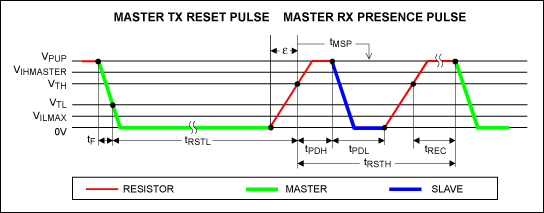 MASTER TX RESET PULSE MASTER RX PRESENCE PULSE
ε tMSP
VPUP
VIHMASTER
VTH
VTL
VILMAX
0V
tF tRSTL tPDH tPDL tREC
tRSTH
RESISTOR MASTER SLAVE